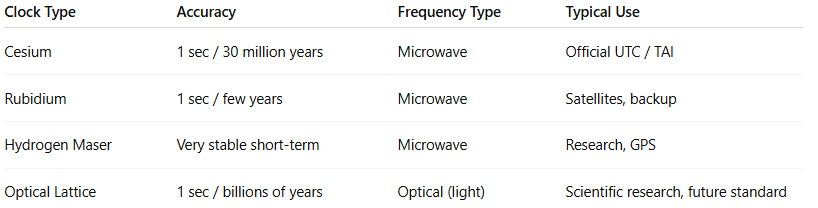 Clock Type Accuracy Frequency Type Typical Use
Cesium 1 sec / 30 million years Microwave Official UTC / TAI
Rubidium 1 sec / few years Microwave Satellites, backup
Hydrogen Maser Very stable short-term Microwave Research, GPS
Optical Lattice 1 sec / billions of years Optical (light) Scientific research, future standard